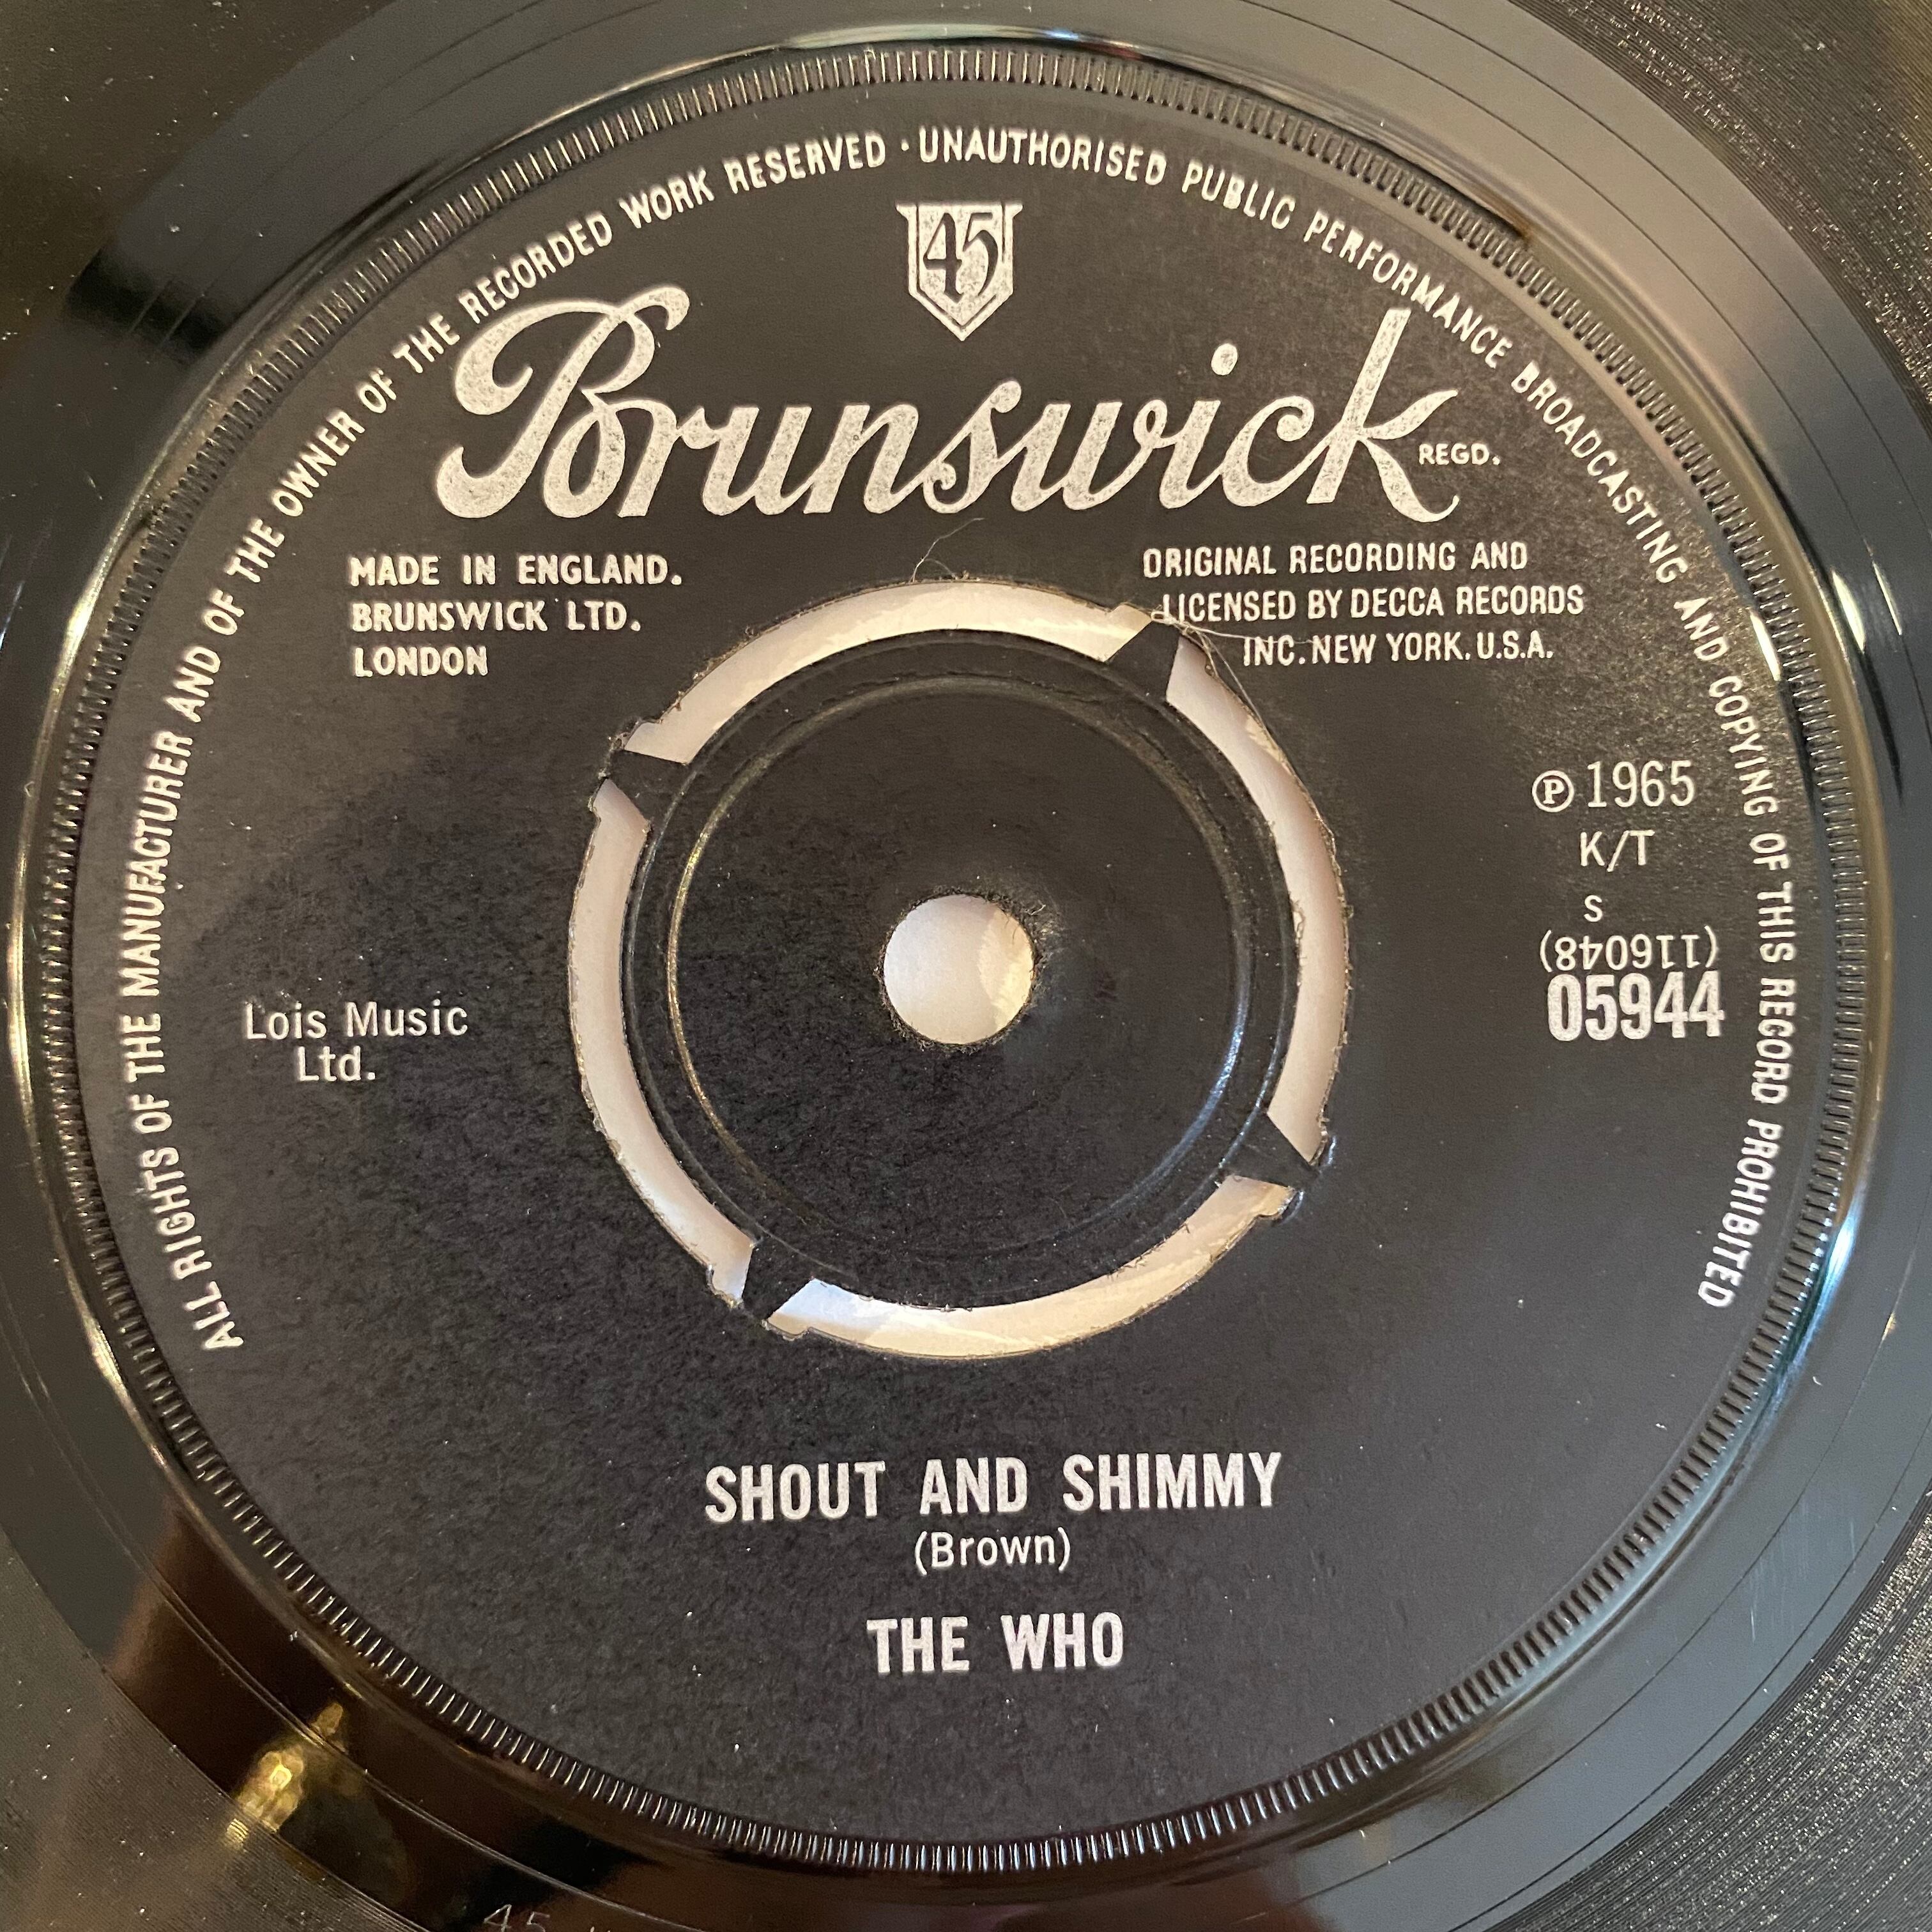 ALL RIGHTS OF THE MANUFACTURER AND OF THE OWNER OF THE RECORDED WORK RESERVED · UNAUTHORISED PUBLIC PERFORMANCE BROADCASTING AND COPYING OF THIS RECORD PROHIBITED
45
Brunswick REGD.
MADE IN ENGLAND.
BRUNSWICK LTD.
LONDON
ORIGINAL RECORDING AND
LICENSED BY DECCA RECORDS
INC. NEW YORK. U.S.A.
℗ 1965
K/T
S
(116048)
05944
Lois Music
Ltd.
SHOUT AND SHIMMY
(Brown)
THE WHO
45